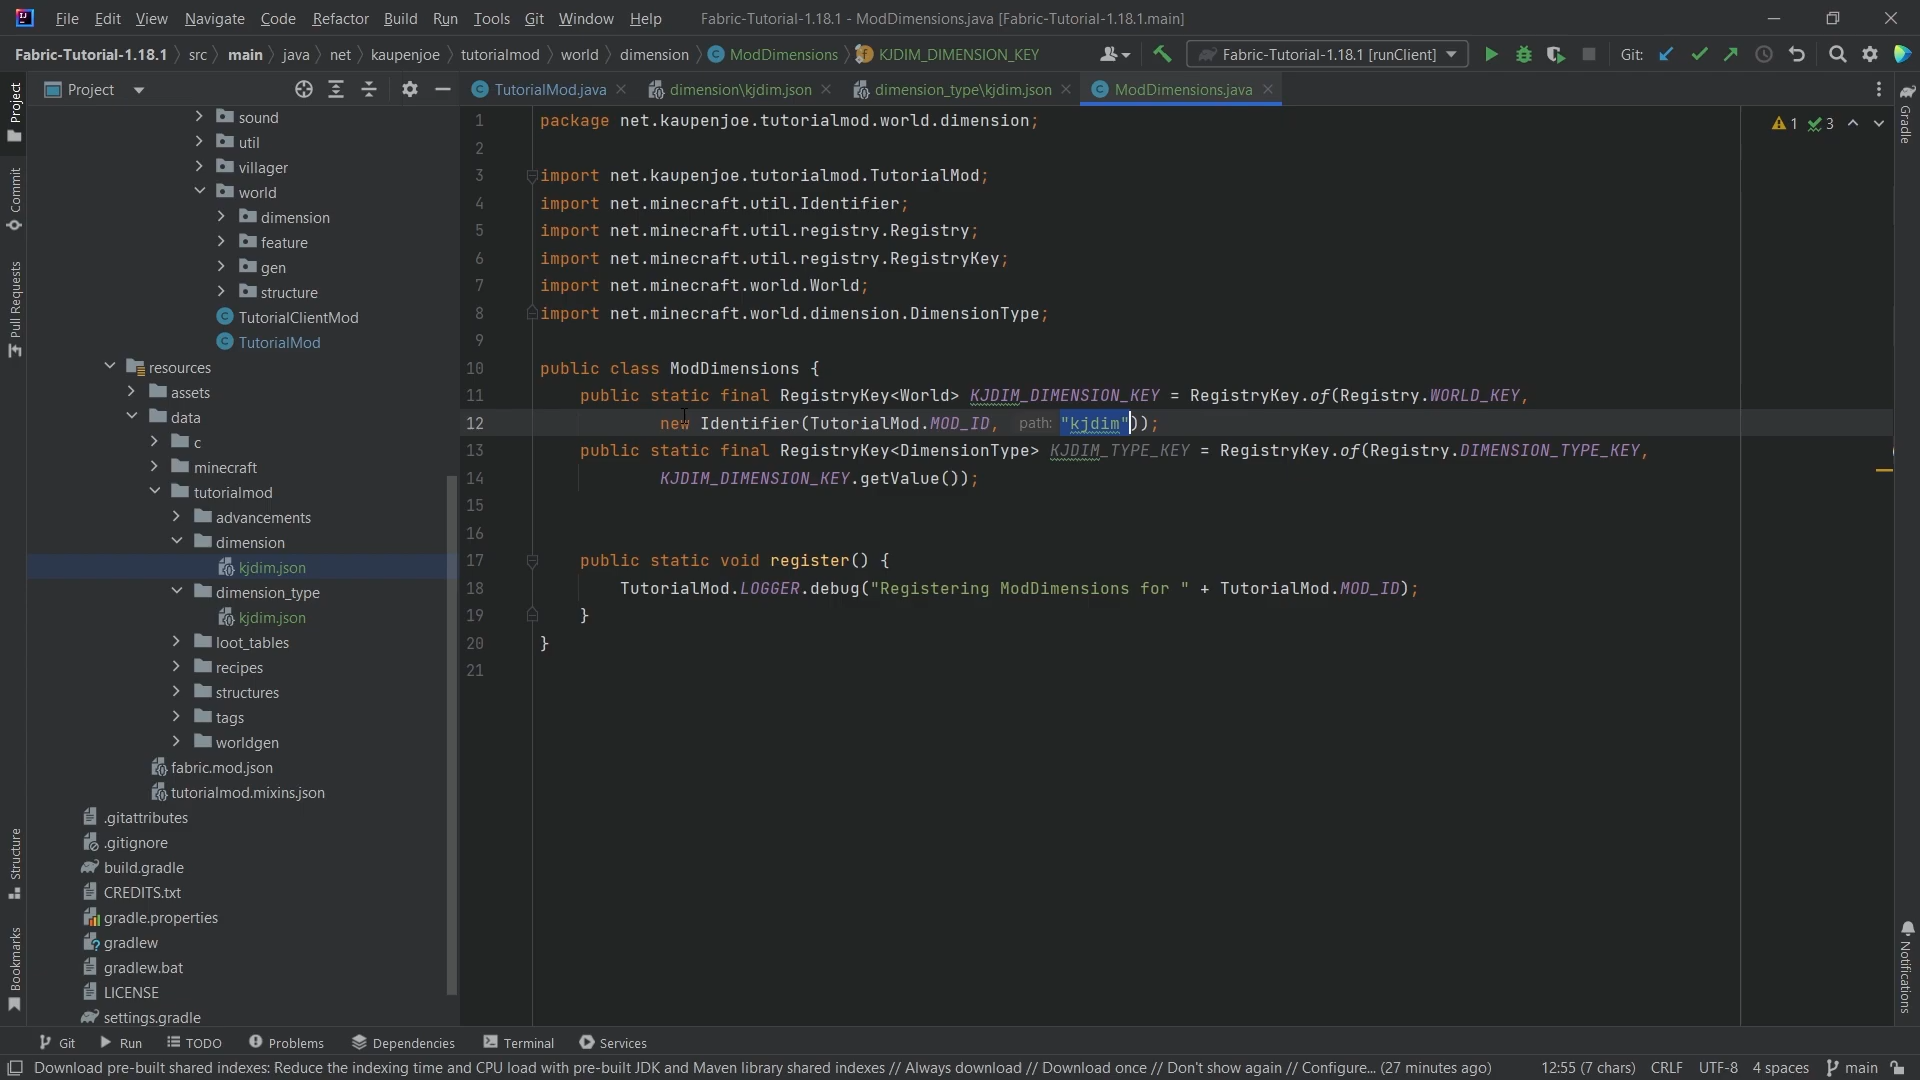 File Edit View Navigate Code Refactor Build Run Tools Git Window Help Fabric-Tutorial-1.18.1 - ModDimensions.java [Fabric-Tutorial-1.18.1.main]
Fabric-Tutorial-1.18.1 src main java net kaupenjoe tutorialmod world dimension ModDimensions KJDIM_DIMENSION_KEY Fabric-Tutorial-1.18.1 [runClient] Git:
Project
TutorialMod.java dimension\kjdim.json dimension_type\kjdim.json ModDimensions.java
Project
Commit
Pull Requests
Structure
Bookmarks
sound
util
villager
world
dimension
feature
gen
structure
TutorialClientMod
TutorialMod
resources
assets
data
c
minecraft
tutorialmod
advancements
dimension
kjdim.json
dimension_type
kjdim.json
loot_tables
recipes
structures
tags
worldgen
fabric.mod.json
tutorialmod.mixins.json
.gitattributes
.gitignore
build.gradle
CREDITS.txt
gradle.properties
gradlew
gradlew.bat
LICENSE
settings.gradle
1 package net.kaupenjoe.tutorialmod.world.dimension;
2
3 import net.kaupenjoe.tutorialmod.TutorialMod;
4 import net.minecraft.util.Identifier;
5 import net.minecraft.util.registry.Registry;
6 import net.minecraft.util.registry.RegistryKey;
7 import net.minecraft.world.World;
8 import net.minecraft.world.dimension.DimensionType;
9
10 public class ModDimensions {
11 public static final RegistryKey<World> KJDIM_DIMENSION_KEY = RegistryKey.of(Registry.WORLD_KEY,
12 new Identifier(TutorialMod.MOD_ID, path: "kjdim"));
13 public static final RegistryKey<DimensionType> KJDIM_TYPE_KEY = RegistryKey.of(Registry.DIMENSION_TYPE_KEY,
14 KJDIM_DIMENSION_KEY.getValue());
15
16
17 public static void register() {
18 TutorialMod.LOGGER.debug("Registering ModDimensions for " + TutorialMod.MOD_ID);
19 }
20 }
21
1 3
Gradle
Notifications
Git Run TODO Problems Dependencies Terminal Services
Download pre-built shared indexes: Reduce the indexing time and CPU load with pre-built JDK and Maven library shared indexes // Always download // Download once // Don't show again // Configure... (27 minutes ago) 12:55 (7 chars) CRLF UTF-8 4 spaces main